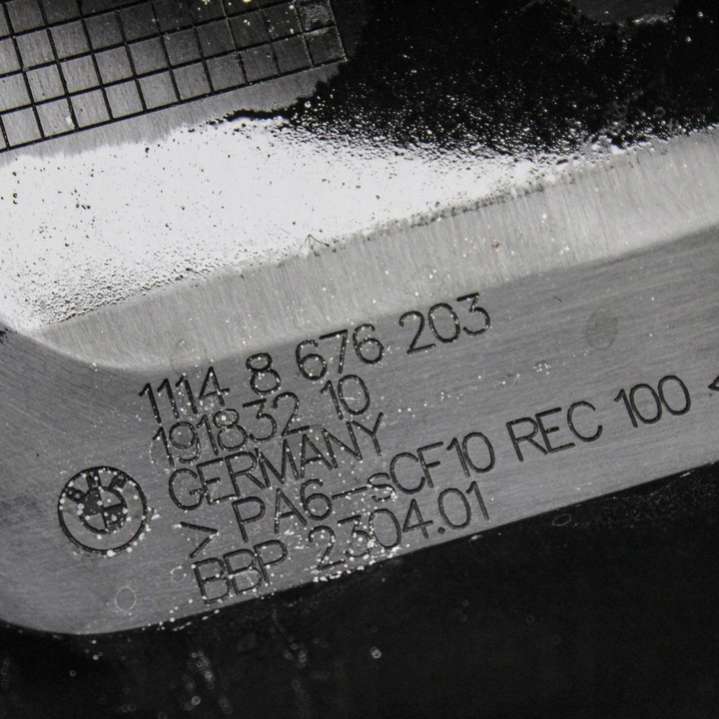 1114 8 676 203
191832 10
GERMANY
> PA6-sCF10 REC 100 <
BBP 2304.01